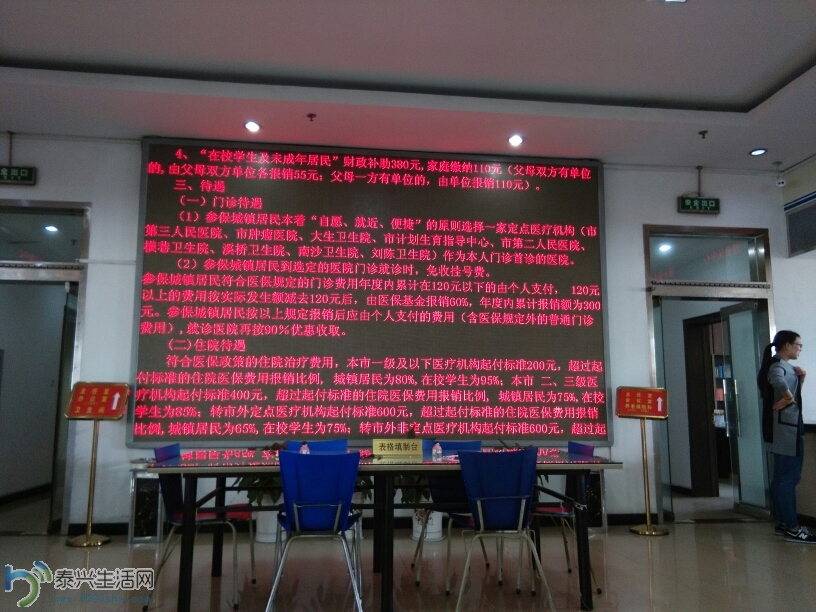 4、“在校学生及未成年居民”财政补助380元,家庭缴纳110元（父母双方有单位
的,由父母双方单位各报销55元；父母一方有单位的，由单位报销110元）。
三、待遇
（一）门诊待遇
（1）参保城镇居民本着“自愿、就近、便捷”的原则选择一家定点医疗机构（市
第三人民医院、市肿瘤医院、大生卫生院、市计划生育指导中心、市第二人民医院、
横巷卫生院、溪桥卫生院、南沙卫生院、刘陈卫生院）作为本人门诊首诊的医院。
（2）参保城镇居民到选定的医院门诊就诊时，免收挂号费。
参保城镇居民符合医保规定的门诊费用年度内累计在120元以下的由个人支付， 120元
以上的费用按实际发生额减去120元后，由医保基金报销60%，年度内累计报销额为300
元。参保城镇居民按以上规定报销后应由个人支付的费用（含医保规定外的普通门诊
费用）,就诊医院再按90%优惠收取。
（二)住院待遇
符合医保政策的住院治疗费用，本市一级及以下医疗机构起付标准200元，超过起
付标准的住院医保费用报销比例，城镇居民为80%,在校学生为95%；本市 二、三级医
疗机构起付标准400元，超过起付标准的住院医保费用报销比例，城镇居民为75%,在校
学生为85%；转市外定点医疗机构起付标准600元，超过起付标准的住院医保费用报销
比例,城镇居民为65%,在校学生为75%；转市外非定点医疗机构起付标准600元，超过起
安全出口
表格填制台
泰兴生活网